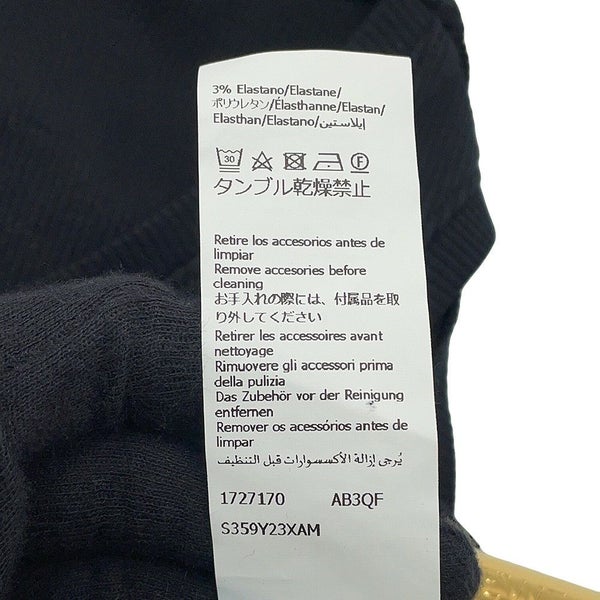 3% Elastano/Elastane/
ポリウレタン/Élasthanne/Elastan/
Elasthan/Elastano/إيلاستين
30 F
タンブル乾燥禁止
Retire los accesorios antes de
limpiar
Remove accesories before
cleaning
お手入れの際には、付属品を取
り外してください
Retirer les accessoires avant
nettoyage
Rimuovere gli accessori prima
della pulizia
Das Zubehör vor der Reinigung
entfernen
Remover os acessórios antes de
limpar
يُرجى إزالة الأكسسوارات قبل التنظيف
1727170 AB3QF
S359Y23XAM